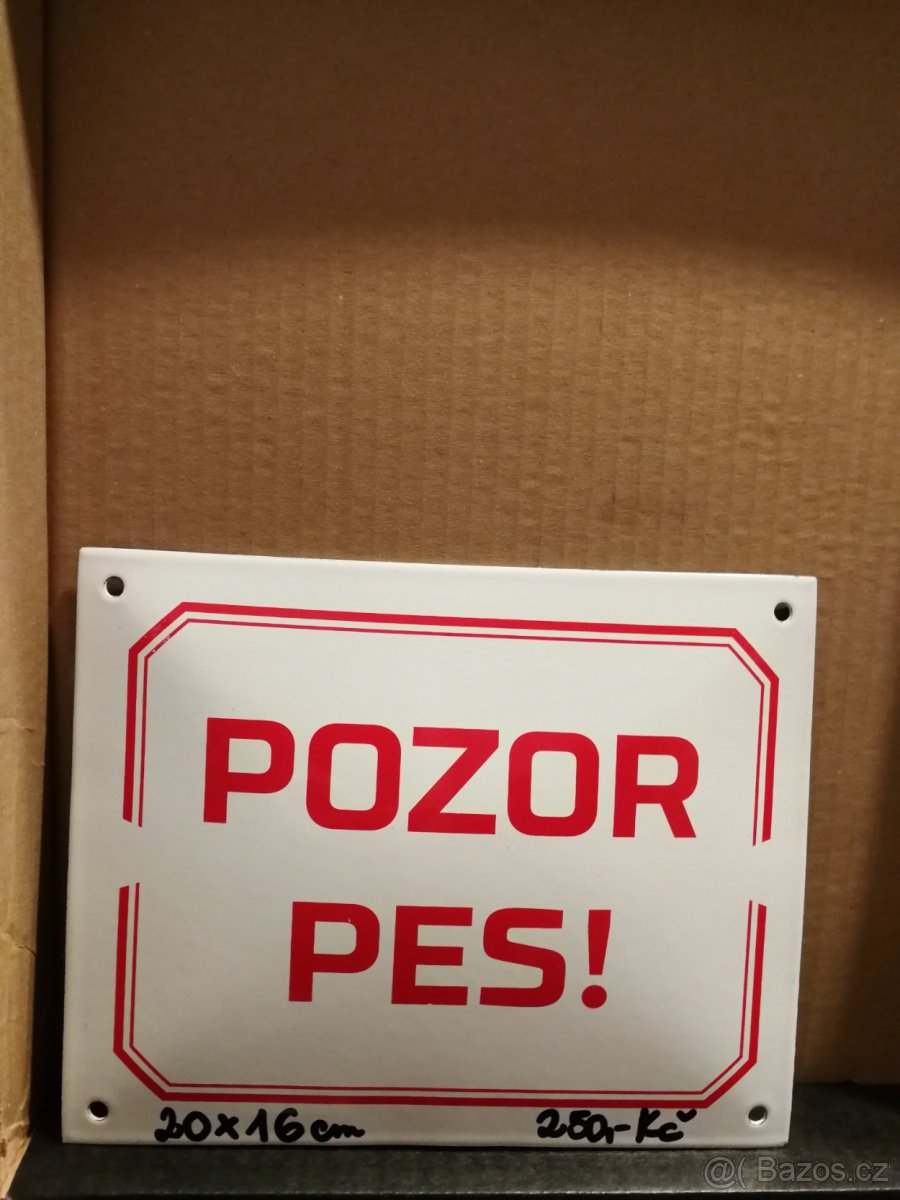 POZOR
PES!
20x16cm 250,-Kč
@( Bazos.cz